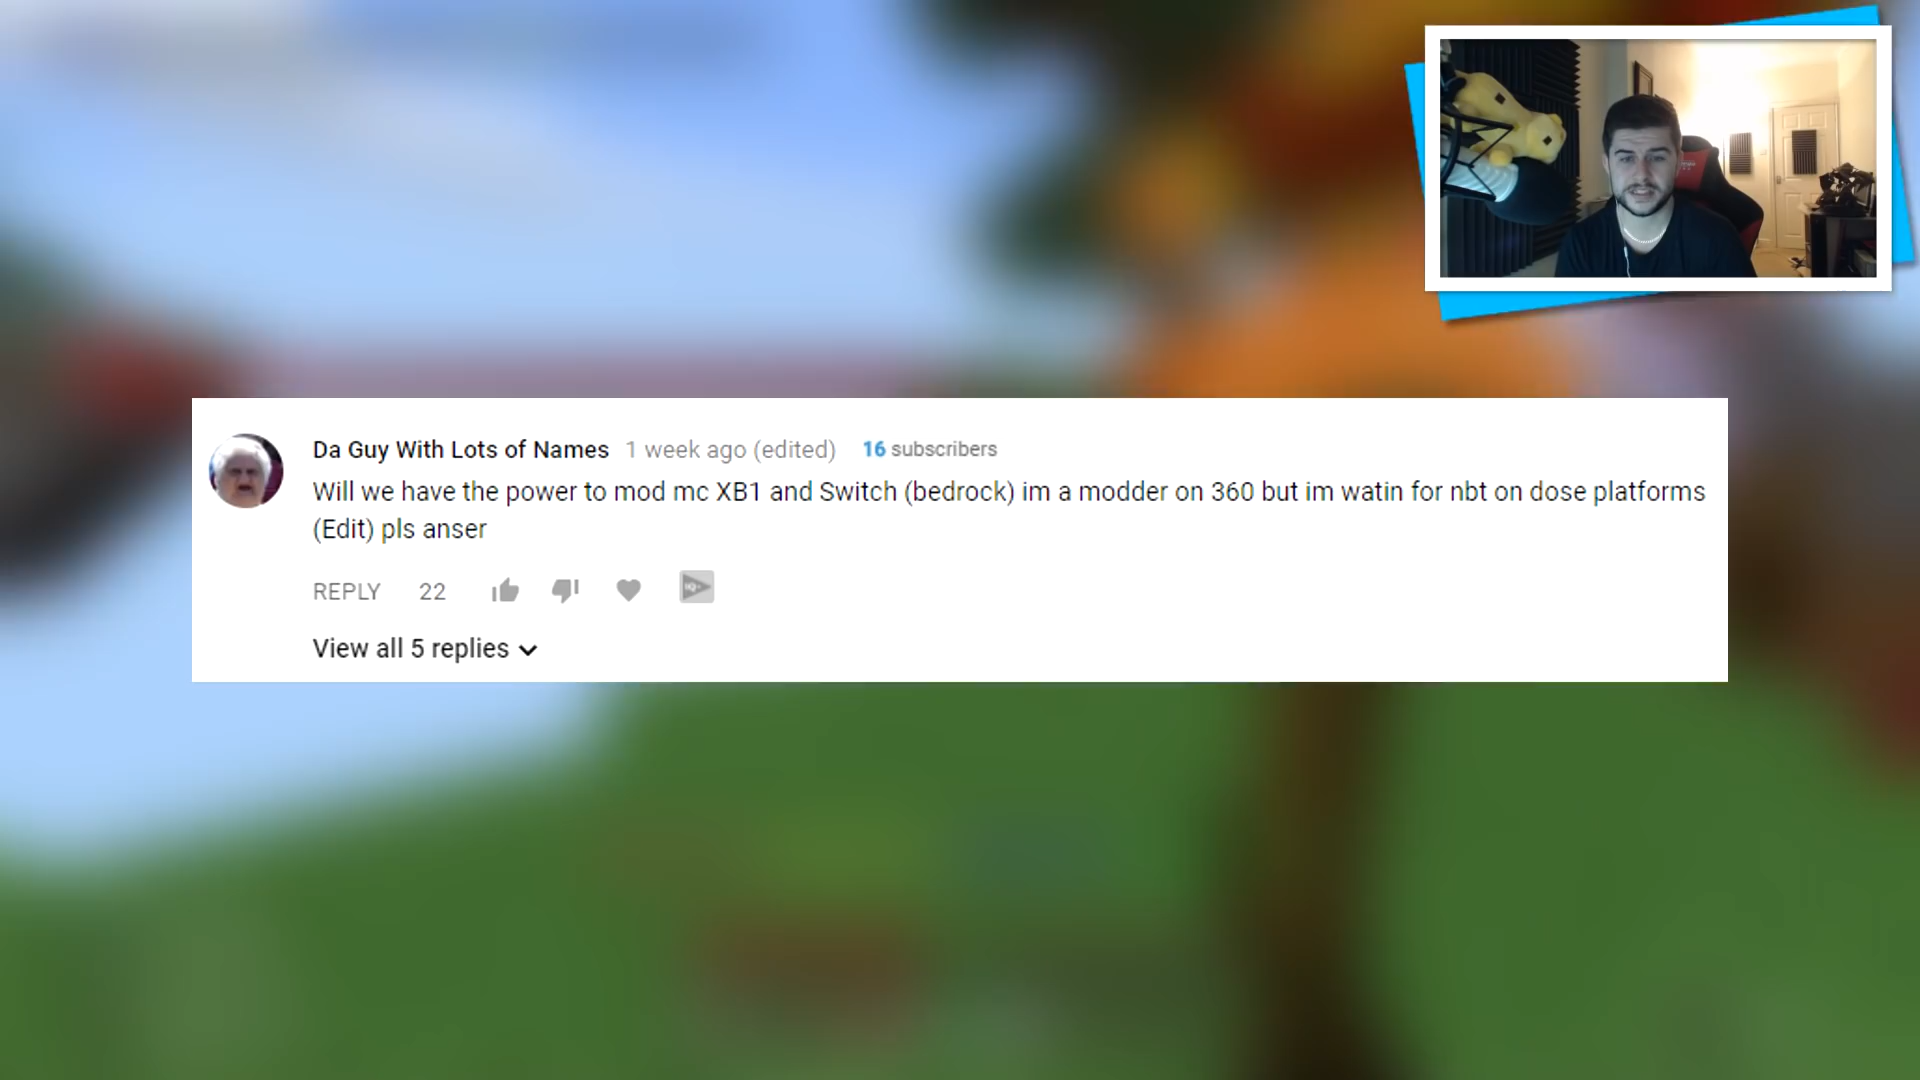 Da Guy With Lots of Names 1 week ago (edited) 16 subscribers
Will we have the power to mod mc XB1 and Switch (bedrock) im a modder on 360 but im watin for nbt on dose platforms
(Edit) pls anser
REPLY 22
View all 5 replies